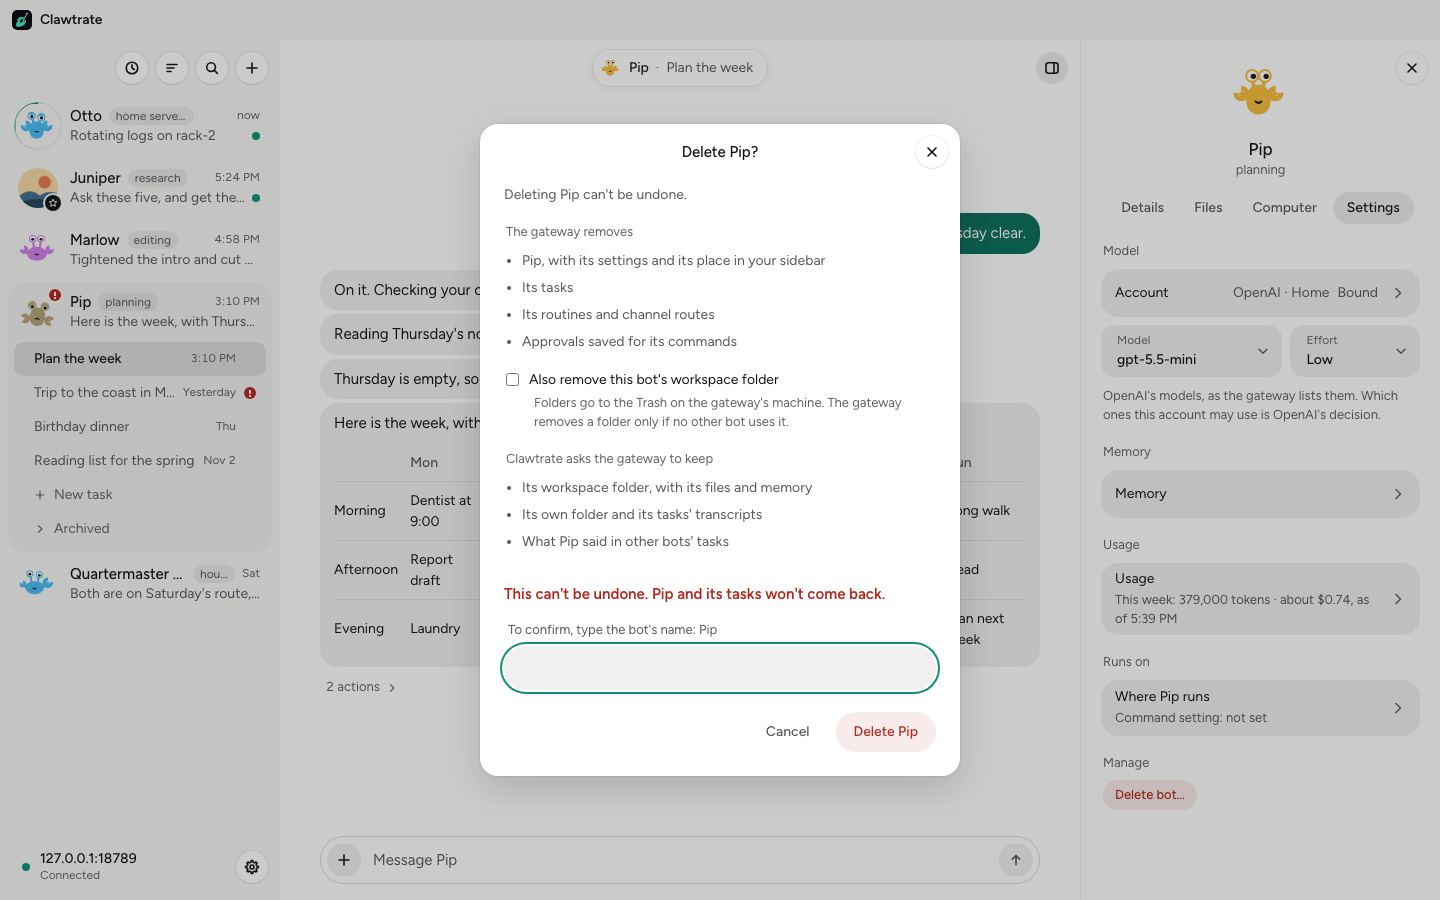 Clawtrate
Otto home serve... now
Rotating logs on rack-2
Juniper research 5:24 PM
Ask these five, and get the...
Marlow editing 4:58 PM
Tightened the intro and cut ...
Pip planning 3:10 PM
Here is the week, with Thurs...
Plan the week 3:10 PM
Trip to the coast in M... Yesterday
Birthday dinner Thu
Reading list for the spring Nov 2
New task
Archived
Quartermaster ... hou... Sat
Both are on Saturday's route,...
127.0.0.1:18789
Connected
Pip · Plan the week
clear.
On it. Checking your
Reading Thursday's
Thursday is empty, so
Here is the week, with
Mon
Morning Dentist at 9:00 walk
Afternoon Report draft
Evening Laundry next
2 actions
Message Pip
Delete Pip?
Deleting Pip can't be undone.
The gateway removes
• Pip, with its settings and its place in your sidebar
• Its tasks
• Its routines and channel routes
• Approvals saved for its commands
Also remove this bot's workspace folder
Folders go to the Trash on the gateway's machine. The gateway
removes a folder only if no other bot uses it.
Clawtrate asks the gateway to keep
• Its workspace folder, with its files and memory
• Its own folder and its tasks' transcripts
• What Pip said in other bots' tasks
This can't be undone. Pip and its tasks won't come back.
To confirm, type the bot's name: Pip
Cancel Delete Pip
Pip
planning
Details Files Computer Settings
Model
Account OpenAI · Home Bound
Model Effort
gpt-5.5-mini Low
OpenAI's models, as the gateway lists them. Which
ones this account may use is OpenAI's decision.
Memory
Memory
Usage
Usage
This week: 379,000 tokens · about $0.74, as
of 5:39 PM
Runs on
Where Pip runs
Command setting: not set
Manage
Delete bot...